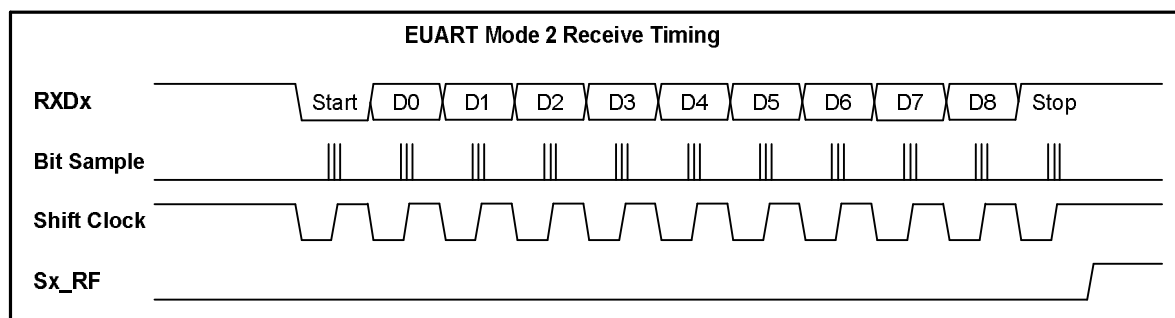 EUART Mode 2 Receive Timing
RXDx Start D0 D1 D2 D3 D4 D5 D6 D7 D8 Stop
Bit Sample
Shift Clock
Sx_RF